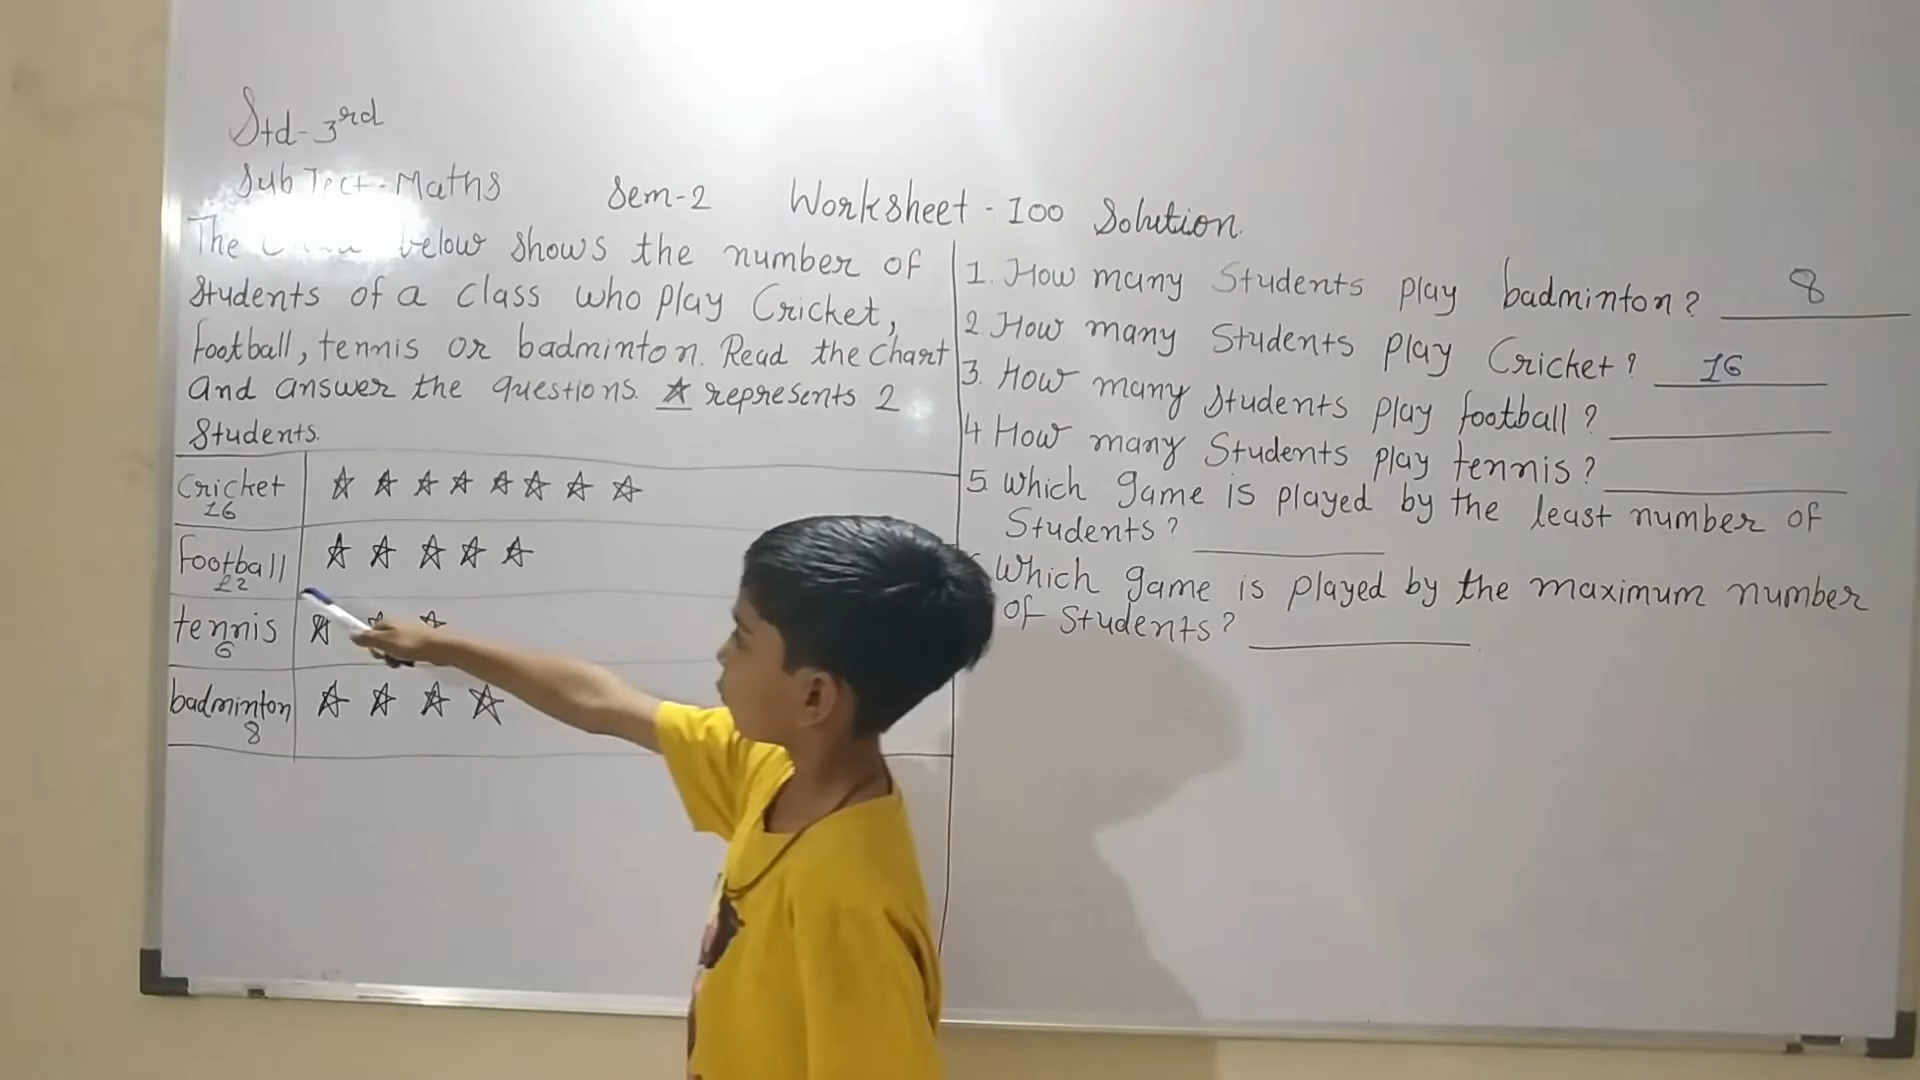 Std-3rd
Subject-Maths Sem-2 Worksheet-100 Solution.
The below shows the number of
students of a class who play Cricket,
football, tennis or badminton. Read the chart
and answer the questions. ☆ represents 2
Students.
Cricket ☆ ☆ ☆ ☆ ☆ ☆ ☆ ☆
16
Football ☆ ☆ ☆ ☆ ☆
12
tennis ☆ ☆ ☆
6
badminton ☆ ☆ ☆ ☆
8
1. How many Students play badminton? 8
2. How many Students play Cricket? 16
3. How many students play football?
4. How many Students play tennis?
5. Which game is played by the least number of
Students?
Which game is played by the maximum number
of Students?